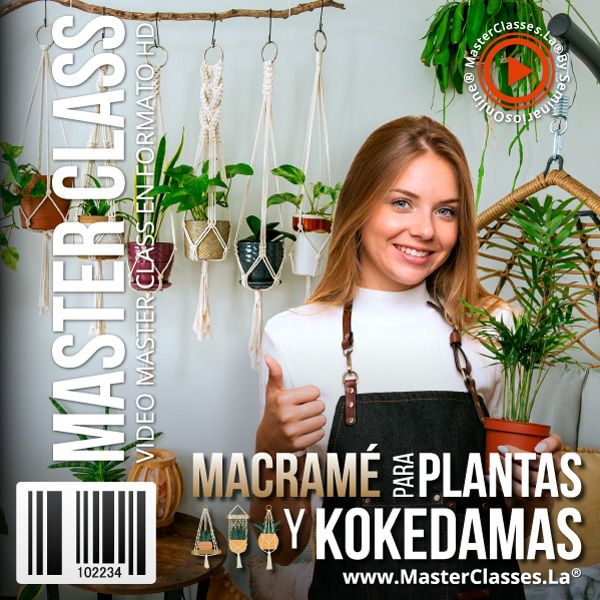 MASTER CLASS
VIDEO MASTER CLASS EN FORMATO HD
MasterClasses.La® By SeminariosOnline®
MACRAMÉ PARA PLANTAS
Y KOKEDAMAS
www.MasterClasses.La®
102234